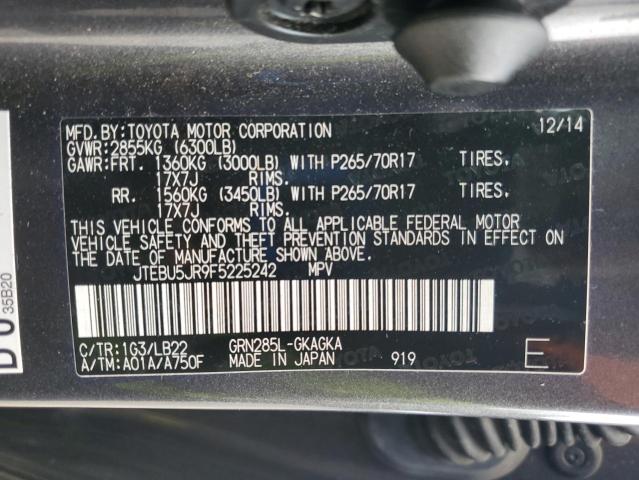 MFD. BY: TOYOTA MOTOR CORPORATION 12/14
GVWR: 2855KG (6300LB)
GAWR: FRT. 1360KG (3000LB) WITH P265/70R17 TIRES.
17X7J RIMS.
RR. 1560KG (3450LB) WITH P265/70R17 TIRES.
17X7J RIMS.
THIS VEHICLE CONFORMS TO ALL APPLICABLE FEDERAL MOTOR
VEHICLE SAFETY AND THEFT PREVENTION STANDARDS IN EFFECT ON
THE DATE OF MANUFACTURE SHOWN ABOVE.
JTEBU5JR9F5225242 MPV
C/TR: 1G3/LB22 GRN285L-GKAGKA
A/TM: A01A/A750F MADE IN JAPAN 919 E
35B20